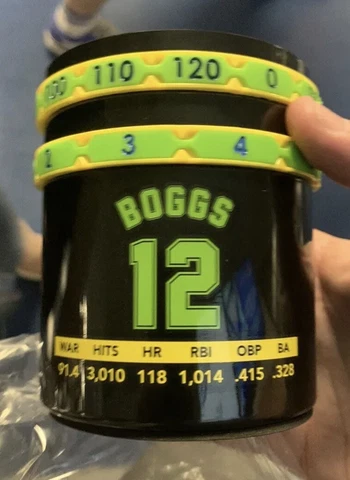 100 110 120 0
2 3 4
BOGGS
12
WAR HITS HR RBI OBP BA
91.4 3,010 118 1,014 .415 .328